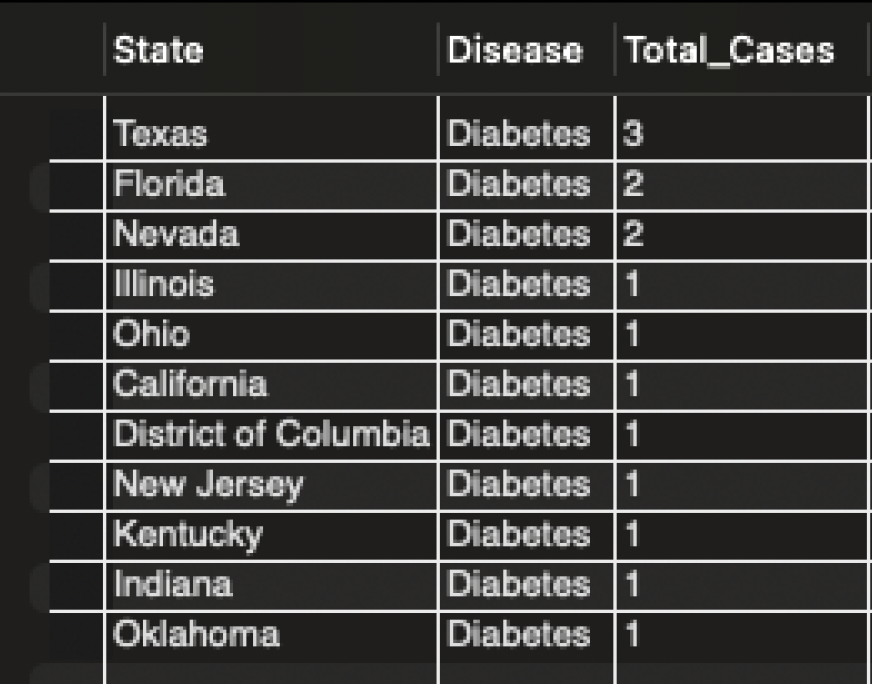 State Disease Total_Cases
Texas Diabetes 3
Florida Diabetes 2
Nevada Diabetes 2
Illinois Diabetes 1
Ohio Diabetes 1
California Diabetes 1
District of Columbia Diabetes 1
New Jersey Diabetes 1
Kentucky Diabetes 1
Indiana Diabetes 1
Oklahoma Diabetes 1